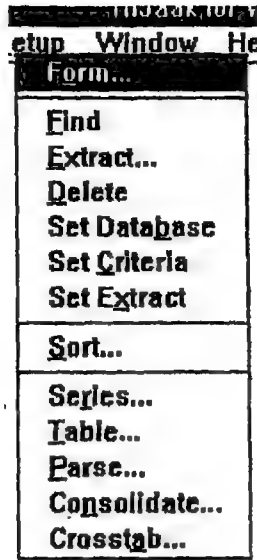 etup Window He
Form...
Find
Extract...
Delete
Set Database
Set Criteria
Set Extract
Sort...
Series...
Table...
Parse...
Consolidate...
Crosstab...